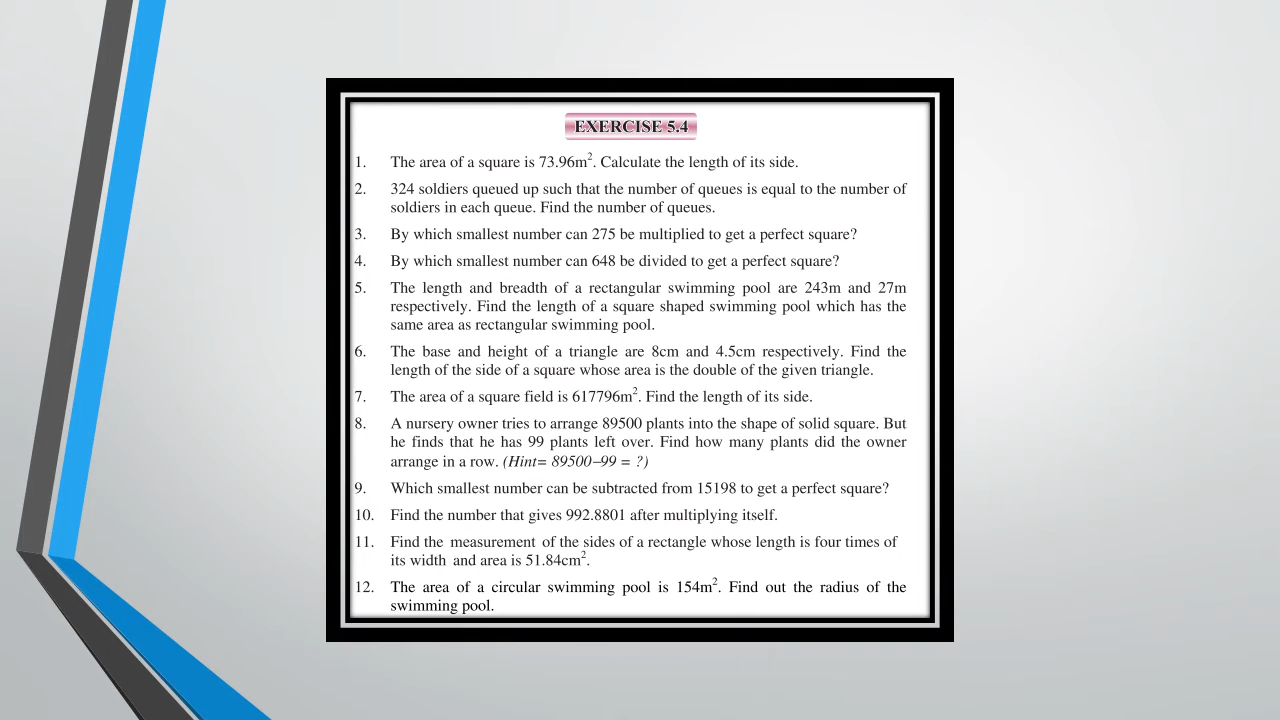 EXERCISE 5.4
1. The area of a square is 73.96m². Calculate the length of its side.
2. 324 soldiers queued up such that the number of queues is equal to the number of
soldiers in each queue. Find the number of queues.
3. By which smallest number can 275 be multiplied to get a perfect square?
4. By which smallest number can 648 be divided to get a perfect square?
5. The length and breadth of a rectangular swimming pool are 243m and 27m
respectively. Find the length of a square shaped swimming pool which has the
same area as rectangular swimming pool.
6. The base and height of a triangle are 8cm and 4.5cm respectively. Find the
length of the side of a square whose area is the double of the given triangle.
7. The area of a square field is 617796m². Find the length of its side.
8. A nursery owner tries to arrange 89500 plants into the shape of solid square. But
he finds that he has 99 plants left over. Find how many plants did the owner
arrange in a row. (Hint= 89500–99 = ?)
9. Which smallest number can be subtracted from 15198 to get a perfect square?
10. Find the number that gives 992.8801 after multiplying itself.
11. Find the measurement of the sides of a rectangle whose length is four times of
its width and area is 51.84cm².
12. The area of a circular swimming pool is 154m². Find out the radius of the
swimming pool.